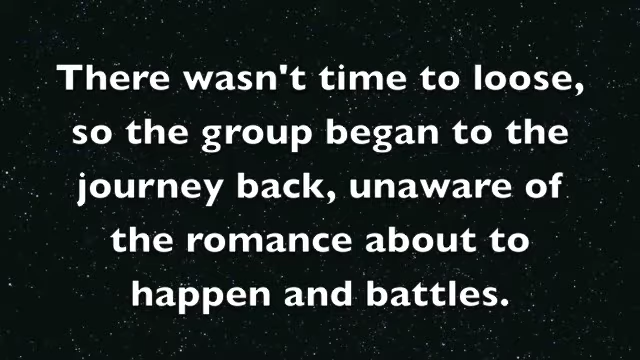 There wasn't time to loose,
so the group began to the
journey back, unaware of
the romance about to
happen and battles.